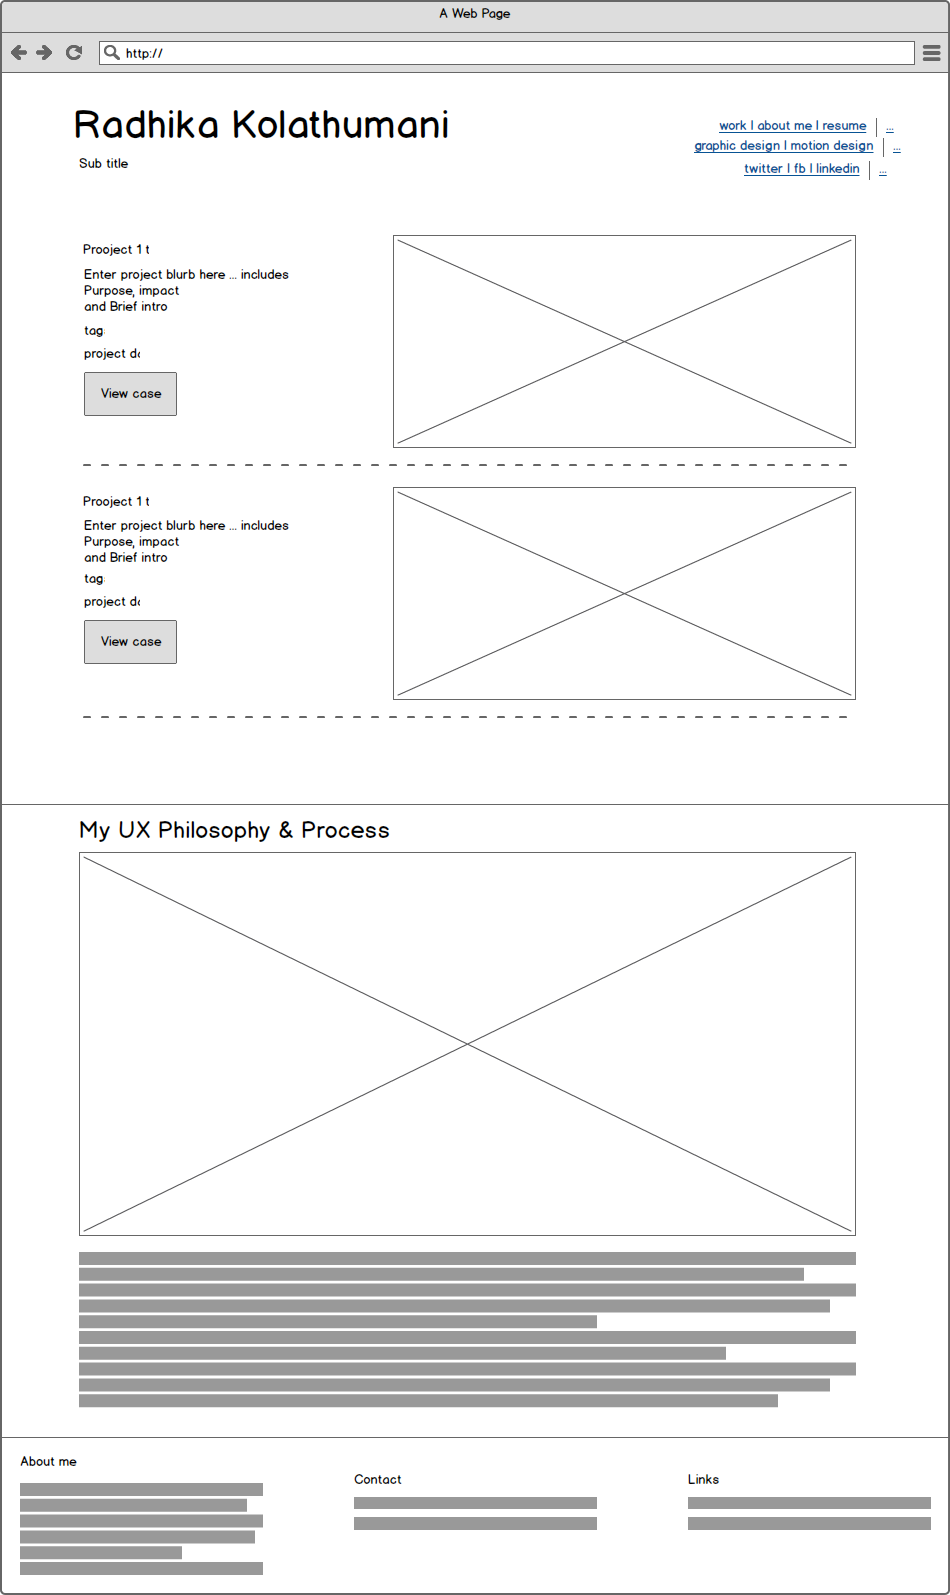 A Web Page
http://
Radhika Kolathumani
Sub title
work | about me | resume | ...
graphic design | motion design | ...
twitter | fb | linkedin | ...
Prooject 1 t
Enter project blurb here ... includes
Purpose, impact
and Brief intro
tag
project d
View case
Prooject 1 t
Enter project blurb here ... includes
Purpose, impact
and Brief intro
tag
project d
View case
My UX Philosophy & Process
About me
Contact
Links